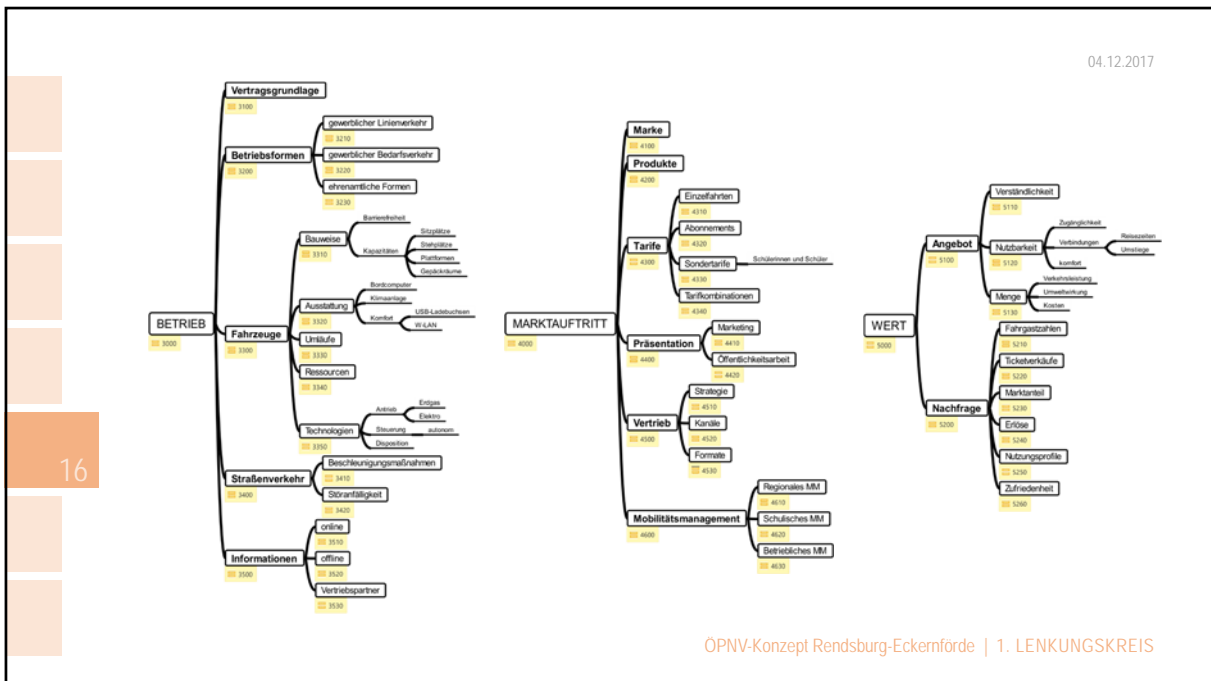 04.12.2017
BETRIEB
3000
Vertragsgrundlage
3100
Betriebsformen
3200
gewerblicher Linienverkehr
3210
gewerblicher Bedarfsverkehr
3220
ehrenamtliche Formen
3230
Fahrzeuge
3300
Bauweise
3310
Barrierefreiheit
Kapazitäten
Sitzplätze
Stehplätze
Plattformen
Gepäckräume
Ausstattung
3320
Bordcomputer
Klimaanlage
Komfort
USB-Ladebuchsen
W-LAN
Umläufe
3330
Ressourcen
3340
Technologien
3350
Antrieb
Erdgas
Elektro
Steuerung
autonom
Disposition
Straßenverkehr
3400
Beschleunigungsmaßnahmen
3410
Störanfälligkeit
3420
Informationen
3500
online
3510
offline
3520
Vertriebspartner
3530
MARKTAUFTRITT
4000
Marke
4100
Produkte
4200
Tarife
4300
Einzelfahrten
4310
Abonnements
4320
Sondertarife
4330
Schülerinnen und Schüler
Tarifkombinationen
4340
Präsentation
4400
Marketing
4410
Öffentlichkeitsarbeit
4420
Vertrieb
4500
Strategie
4510
Kanäle
4520
Formate
4530
Mobilitätsmanagement
4600
Regionales MM
4610
Schulisches MM
4620
Betriebliches MM
4630
WERT
5000
Angebot
5100
Verständlichkeit
5110
Nutzbarkeit
5120
Zugänglichkeit
Verbindungen
Reisezeiten
Umstiege
komfort
Menge
5130
Verkehrsleistung
Umweltwirkung
Kosten
Nachfrage
5200
Fahrgastzahlen
5210
Ticketverkäufe
5220
Marktanteil
5230
Erlöse
5240
Nutzungsprofile
5250
Zufriedenheit
5260
16
ÖPNV-Konzept Rendsburg-Eckernförde | 1. LENKUNGSKREIS